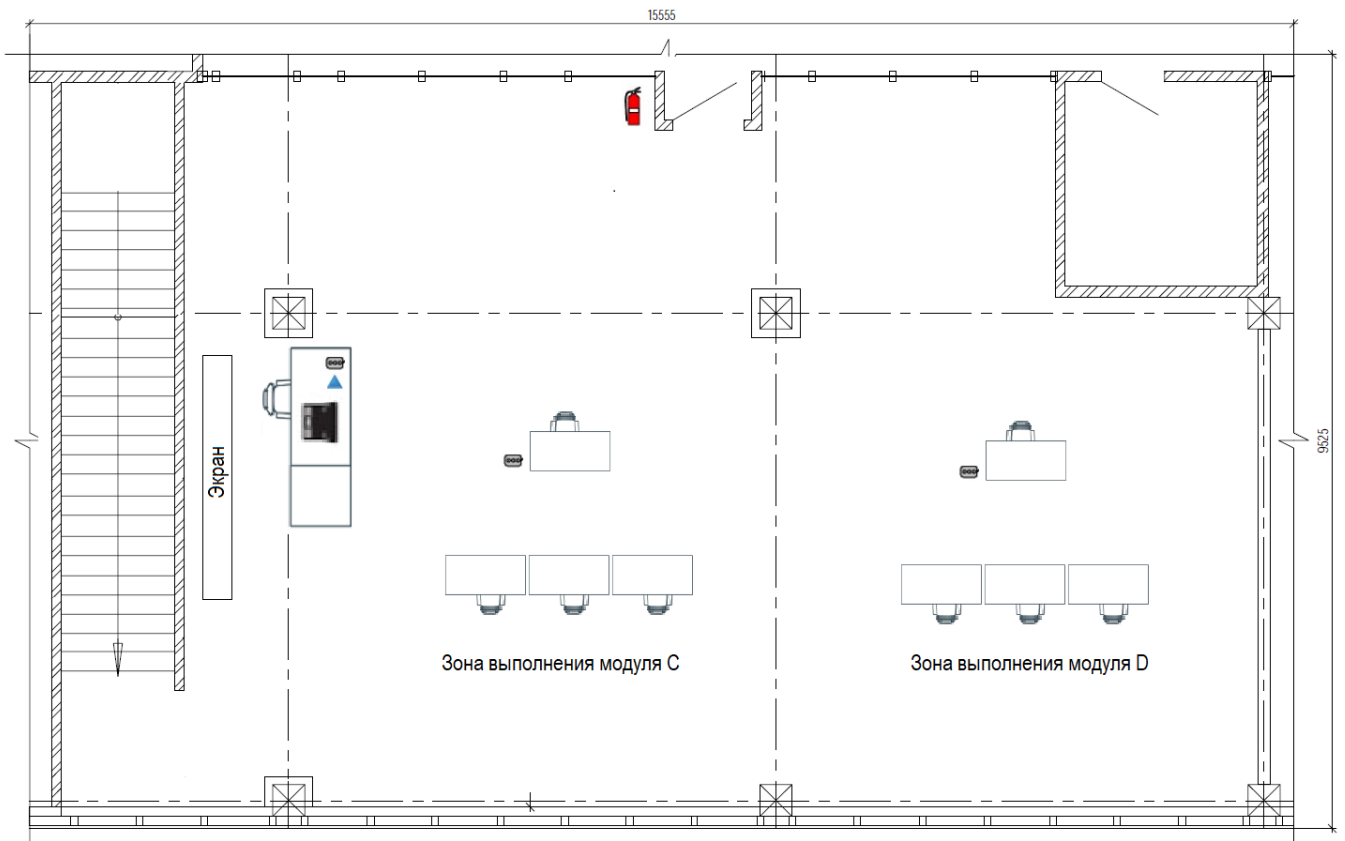 15555
9525
Экран
Зона выполнения модуля C
Зона выполнения модуля D